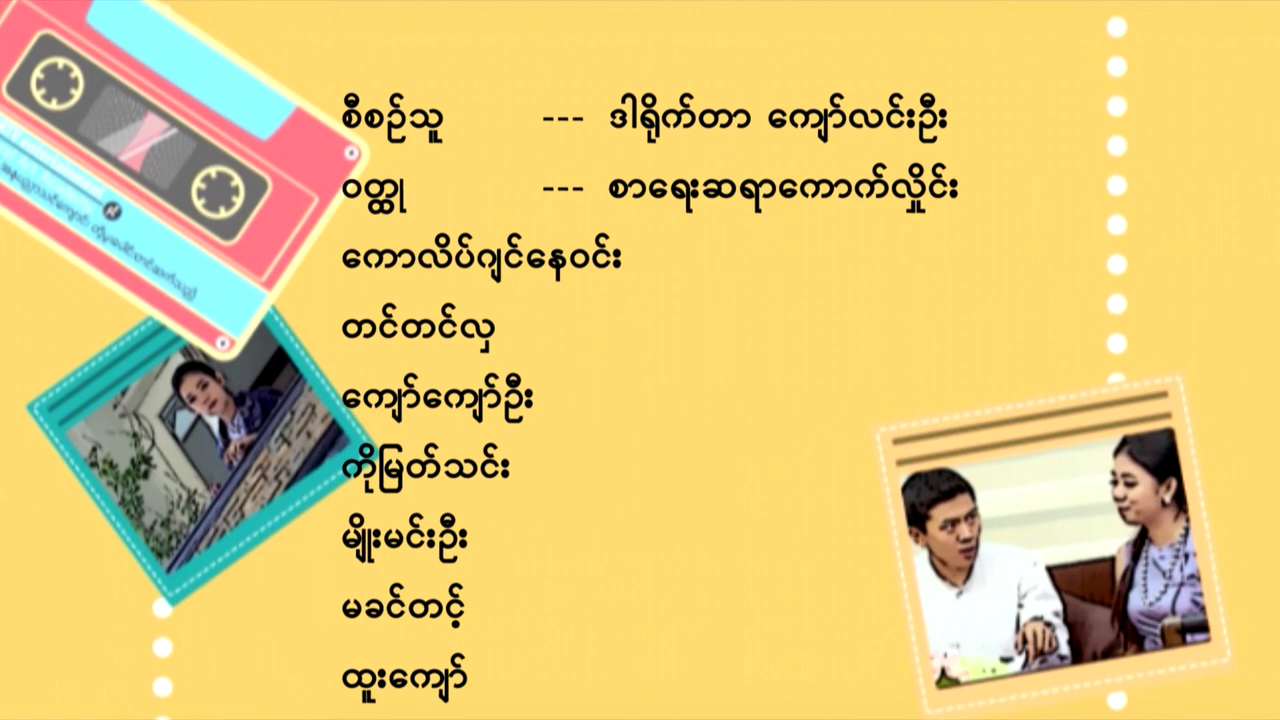 စီစဉ်သူ --- ဒါရိုက်တာ ကျော်လင်းဦး
ဝတ္ထု --- စာရေးဆရာကောက်လှိုင်း
ကောလိပ်ဂျင်နေဝင်း
တင်တင်လှ
ကျော်ကျော်ဦး
ကိုမြတ်သင်း
မျိုးမင်းဦး
မခင်တင့်
ထူးကျော်